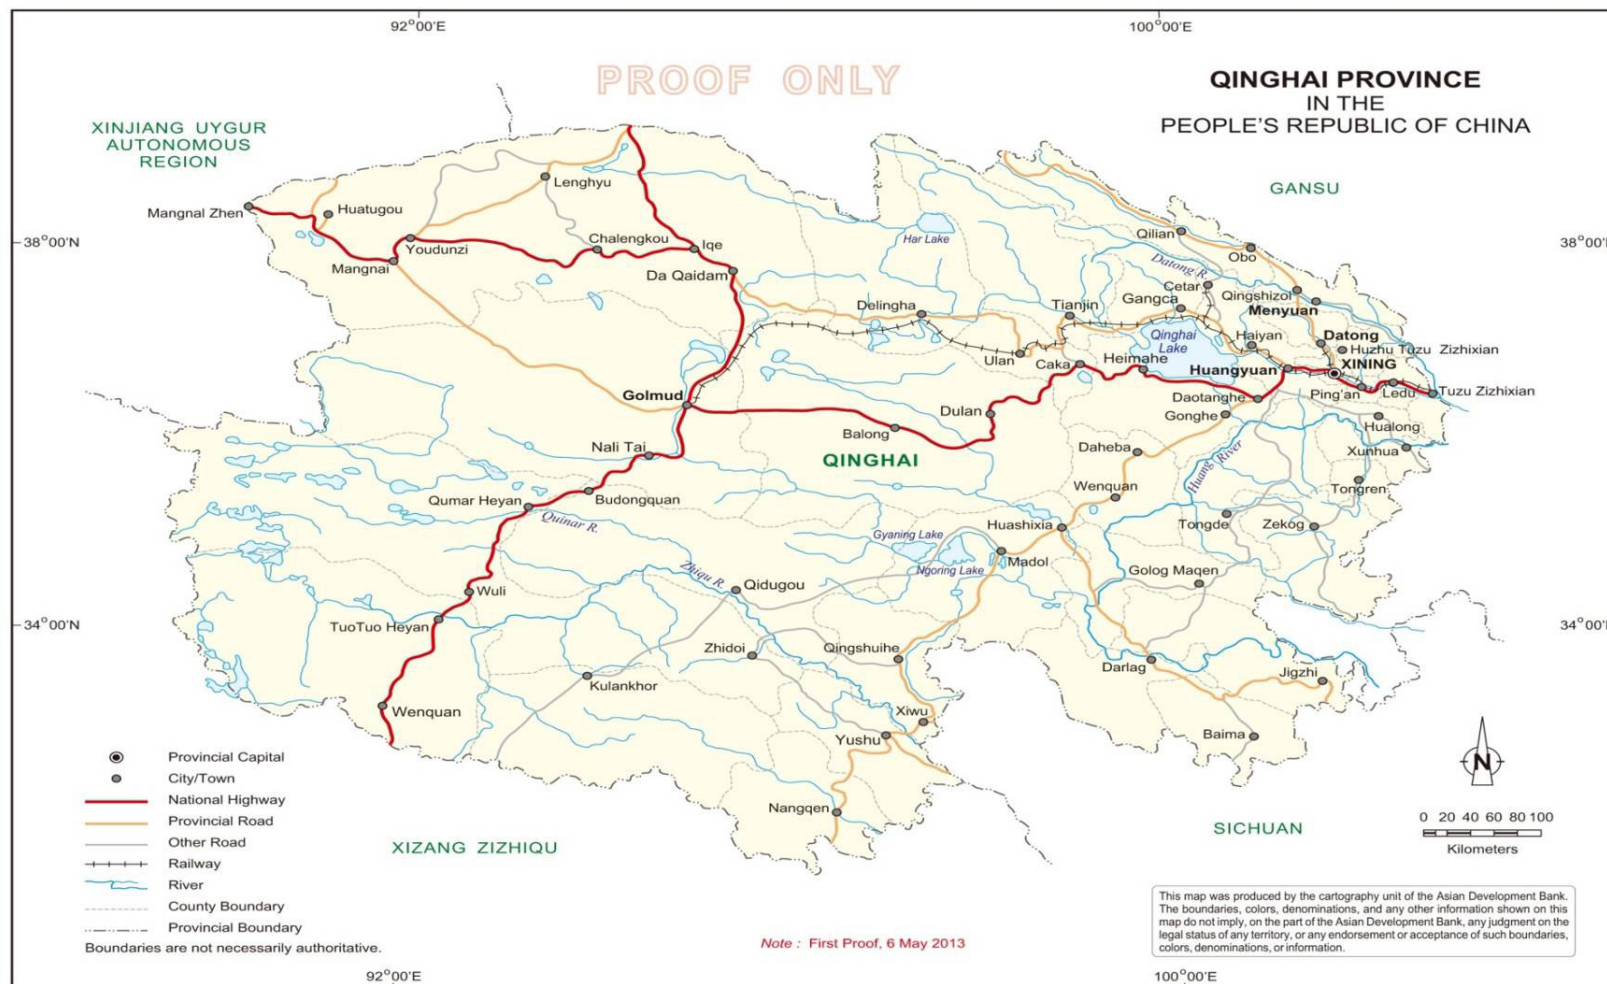 92°00'E
100°00'E
PROOF ONLY
QINGHAI PROVINCE
IN THE
PEOPLE'S REPUBLIC OF CHINA
XINJIANG UYGUR
AUTONOMOUS
REGION
GANSU
Lenghyu
Mangnal Zhen
Huatugou
38°00'N
38°00'N
Youdunzi
Chalengkou
Iqe
Mangnai
Da Qaidam
Har Lake
Qilian
Obo
Datong R.
Cetar
Qingshizoi
Delingha
Tianjin
Gangca
Menyuan
Qinghai
Lake
Haiyan
Datong
Huzhu Tuzu Zizhixian
Ulan
Caka
Heimahe
Huangyuan
XINING
Golmud
Daotanghe
Ping'an
Ledu
Tuzu Zizhixian
Dulan
Gonghe
Balong
Hualong
Nali Tai
QINGHAI
Daheba
Huang River
Xunhua
Qumar Heyan
Budongquan
Wenquan
Tongren
Quinar R.
Huashixia
Tongde
Zekog
Gyaning Lake
Ngoring Lake
Madol
Zhiqu R.
Qidugou
Golog Maqen
Wuli
34°00'N
TuoTuo Heyan
34°00'N
Zhidoi
Qingshuihe
Darlag
Jigzhi
Kulankhor
Wenquan
Xiwu
Yushu
Baima
N
Nangqen
Provincial Capital
City/Town
National Highway
Provincial Road
Other Road
Railway
River
County Boundary
Provincial Boundary
Boundaries are not necessarily authoritative.
XIZANG ZIZHIQU
SICHUAN
0 20 40 60 80 100
Kilometers
Note : First Proof, 6 May 2013
This map was produced by the cartography unit of the Asian Development Bank.
The boundaries, colors, denominations, and any other information shown on this
map do not imply, on the part of the Asian Development Bank, any judgment on the
legal status of any territory, or any endorsement or acceptance of such boundaries,
colors, denominations, or information.
92°00'E
100°00'E